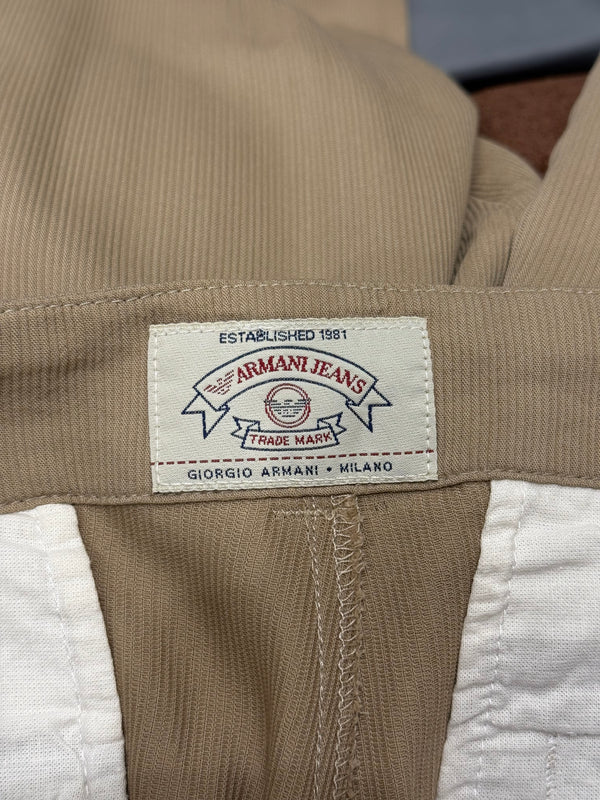 ESTABLISHED 1981
ARMANI JEANS
TRADE MARK
GIORGIO ARMANI • MILANO